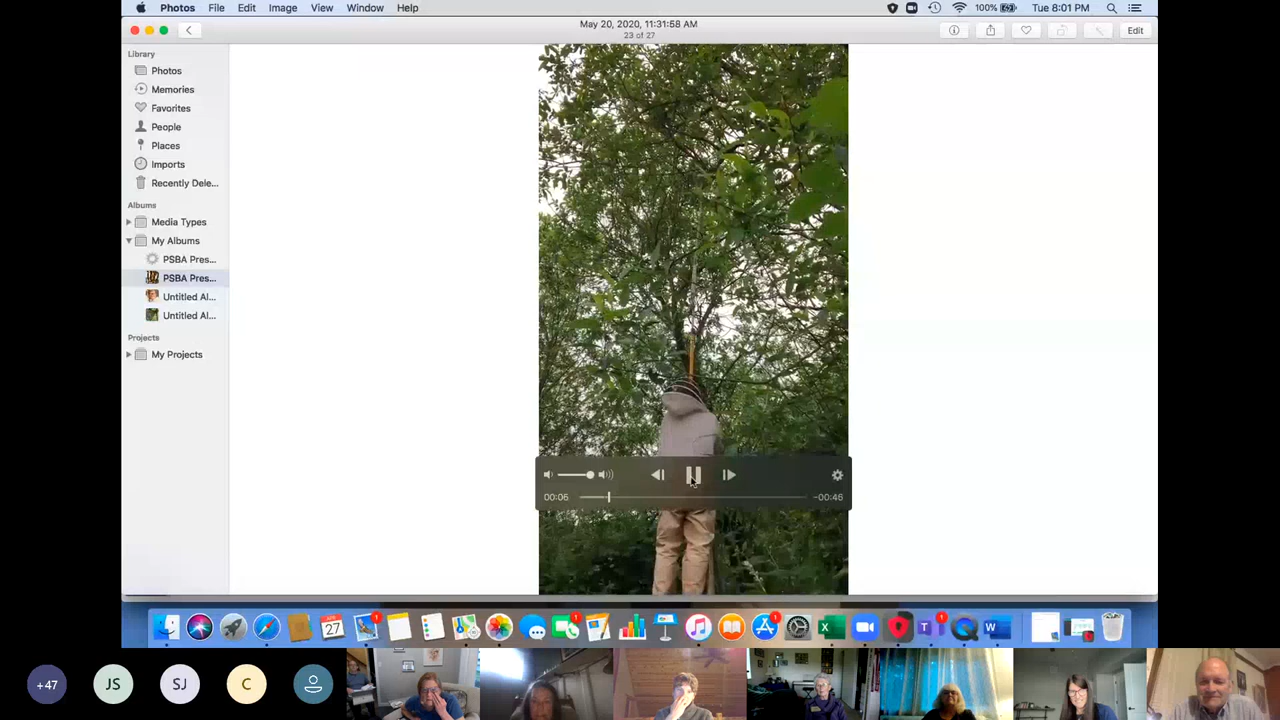 Photos File Edit Image View Window Help
100% Tue 8:01 PM
May 20, 2020, 11:31:58 AM
23 of 27
Edit
Library
Photos
Memories
Favorites
People
Places
Imports
Recently Dele...
Albums
Media Types
My Albums
PSBA Pres...
PSBA Pres...
Untitled Al...
Untitled Al...
Projects
My Projects
00:06
-00:46
27
W
+47
JS
SJ
C